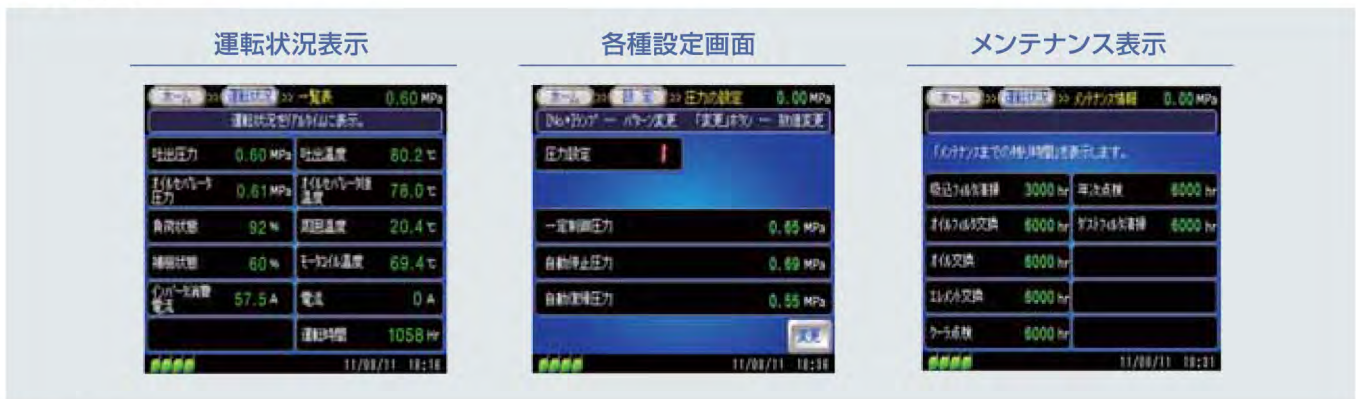 運転状況表示
各種設定画面
メンテナンス表示
ホーム >> 運転状況 >> 一覧表 0.60 MPa
運転状況をリアルタイムに表示。
吐出圧力 0.60 MPa 吐出温度 80.2 ℃
オイルセパレータ圧力 0.61 MPa オイルセパレータ温度 78.0 ℃
負荷状態 92 % 周囲温度 20.4 ℃
60 % モータコイル温度 69.4 ℃
インバータ消費電流 57.5 A 電流 0 A
運転時間 1058 Hr
11/08/11 18:16
ホーム >> 設定 >> 圧力の設定 0.00 MPa
圧力設定 1
一定制御圧力 0.65 MPa
自動停止圧力 0.69 MPa
自動復帰圧力 0.55 MPa
変更
11/08/11 18:36
ホーム >> 運転状況 >> メンテナンス情報 0.00 MPa
「メンテナンスまでの残り時間」を表示します。
吸込フィルタ清掃 3000 hr 年次点検 6000 hr
オイルフィルタ交換 6000 hr ダストフィルタ清掃 6000 hr
オイル交換 6000 hr
エレメント交換 6000 hr
クーラ点検 6000 hr
11/08/11 18:31